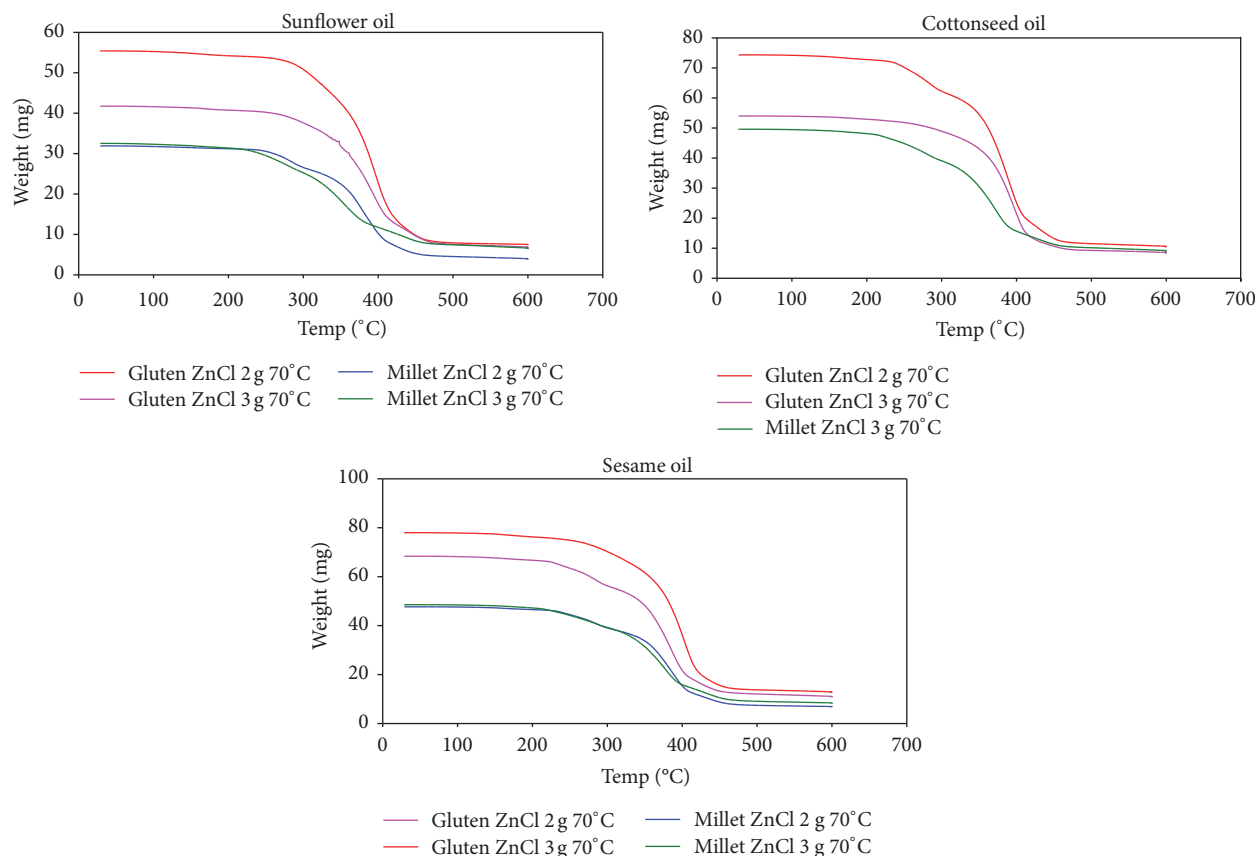 Sunflower oil
60
50
40
30
20
10
0
Weight (mg)
0 100 200 300 400 500 600 700
Temp (°C)
Gluten ZnCl 2 g 70°C Millet ZnCl 2 g 70°C
Gluten ZnCl 3 g 70°C Millet ZnCl 3 g 70°C
Cottonseed oil
80
70
60
50
40
30
20
10
0
Weight (mg)
0 100 200 300 400 500 600 700
Temp (°C)
Gluten ZnCl 2 g 70°C
Gluten ZnCl 3 g 70°C
Millet ZnCl 3 g 70°C
Sesame oil
100
80
60
40
20
0
Weight (mg)
0 100 200 300 400 500 600 700
Temp (°C)
Gluten ZnCl 2 g 70°C Millet ZnCl 2 g 70°C
Gluten ZnCl 3 g 70°C Millet ZnCl 3 g 70°C